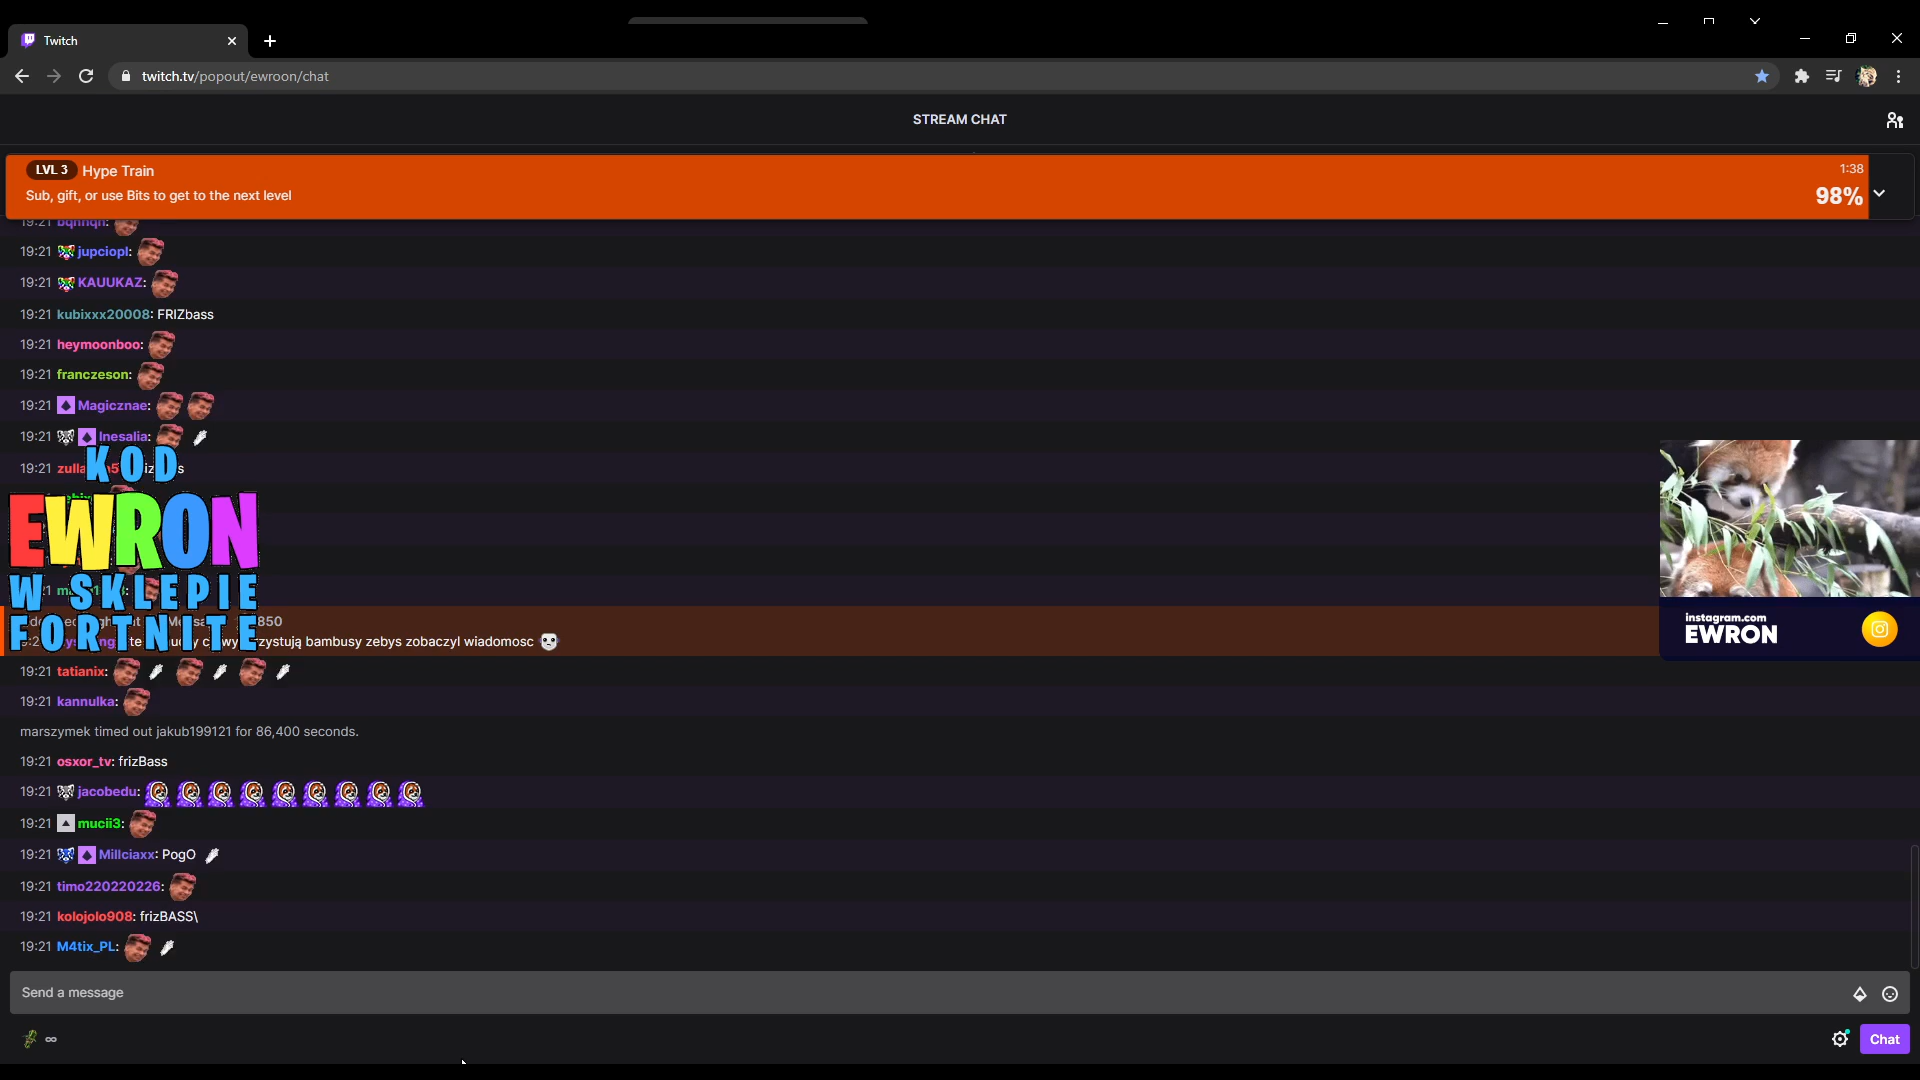 Twitch
twitch.tv/popout/ewroon/chat
STREAM CHAT
LVL 3 Hype Train
Sub, gift, or use Bits to get to the next level
1:38
98%
19:21 bqnnqn:
19:21 jupciopl:
19:21 KAUUKAZ:
19:21 kubixxx20008: FRIZbass
19:21 heymoonboo:
19:21 franczeson:
19:21 Magicznae:
19:21 Inesalia:
19:21
KOD
EWRON
W SKLEPIE
FORTNITE
850
bambusy zebys zobaczyl wiadomosc
19:21 tatianix:
19:21 kannulka:
marszymek timed out jakub199121 for 86,400 seconds.
19:21 osxor_tv: frizBass
19:21 jacobedu:
19:21 mucii3:
19:21 Millciaxx: PogO
19:21 timo220220226:
19:21 kolojolo908: frizBASS\
19:21 M4tix_PL:
instagram.com
EWRON
Send a message
∞
Chat